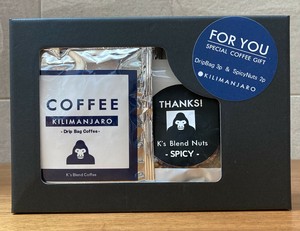 FOR YOU
SPECIAL COFFEE GIFT
DripBag 3p & SpicyNuts 2p
KILIMANJARO
COFFEE
KILIMANJARO
- Drip Bag Coffee-
K's Blend Coffee
THANKS!
K's Blend Nuts
- SPICY -